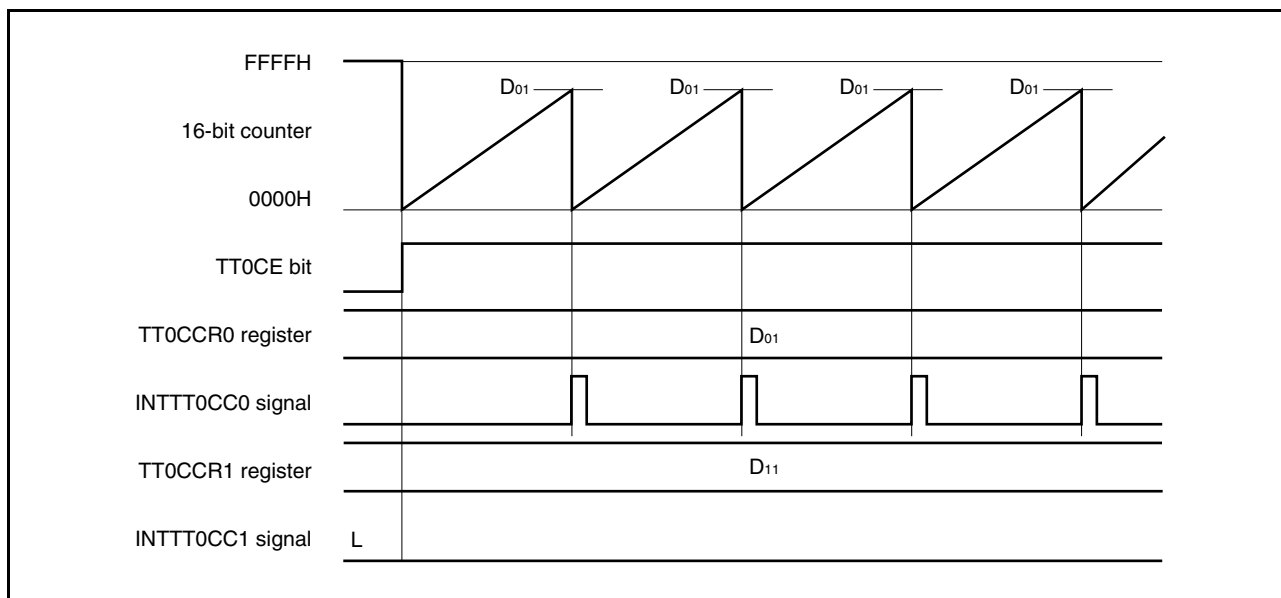 FFFFH
D01 D01 D01 D01
16-bit counter
0000H
TT0CE bit
TT0CCR0 register D01
INTTT0CC0 signal
TT0CCR1 register D11
INTTT0CC1 signal L